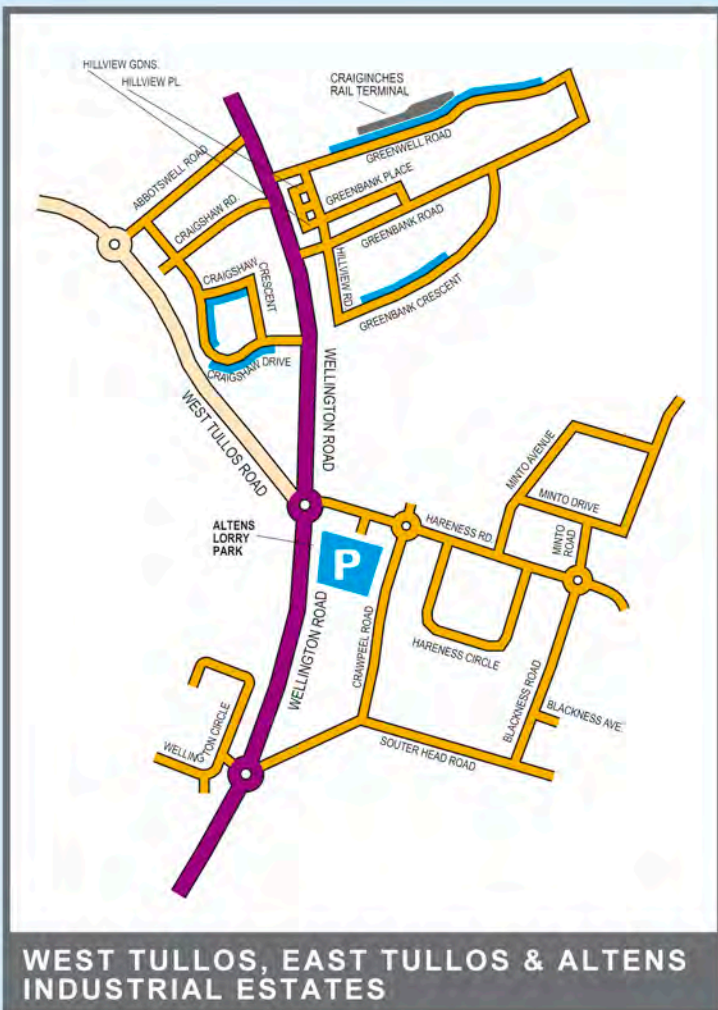 HILLVIEW GDNS.
HILLVIEW PL.
CRAIGINCHES
RAIL TERMINAL
ABBOTSWELL ROAD
GREENWELL ROAD
CRAIGSHAW RD.
GREENBANK PLACE
GREENBANK ROAD
CRAIGSHAW
CRESCENT
HILLVIEW RD.
GREENBANK CRESCENT
CRAIGSHAW DRIVE
WELLINGTON ROAD
WEST TULLOS ROAD
MINTO AVENUE
MINTO DRIVE
ALTENS
LORRY
PARK
P
HARENESS RD.
MINTO
ROAD
WELLINGTON ROAD
CRAWPEEL ROAD
HARENESS CIRCLE
BLACKNESS ROAD
BLACKNESS AVE.
WELLINGTON CIRCLE
SOUTER HEAD ROAD
WEST TULLOS, EAST TULLOS & ALTENS
INDUSTRIAL ESTATES